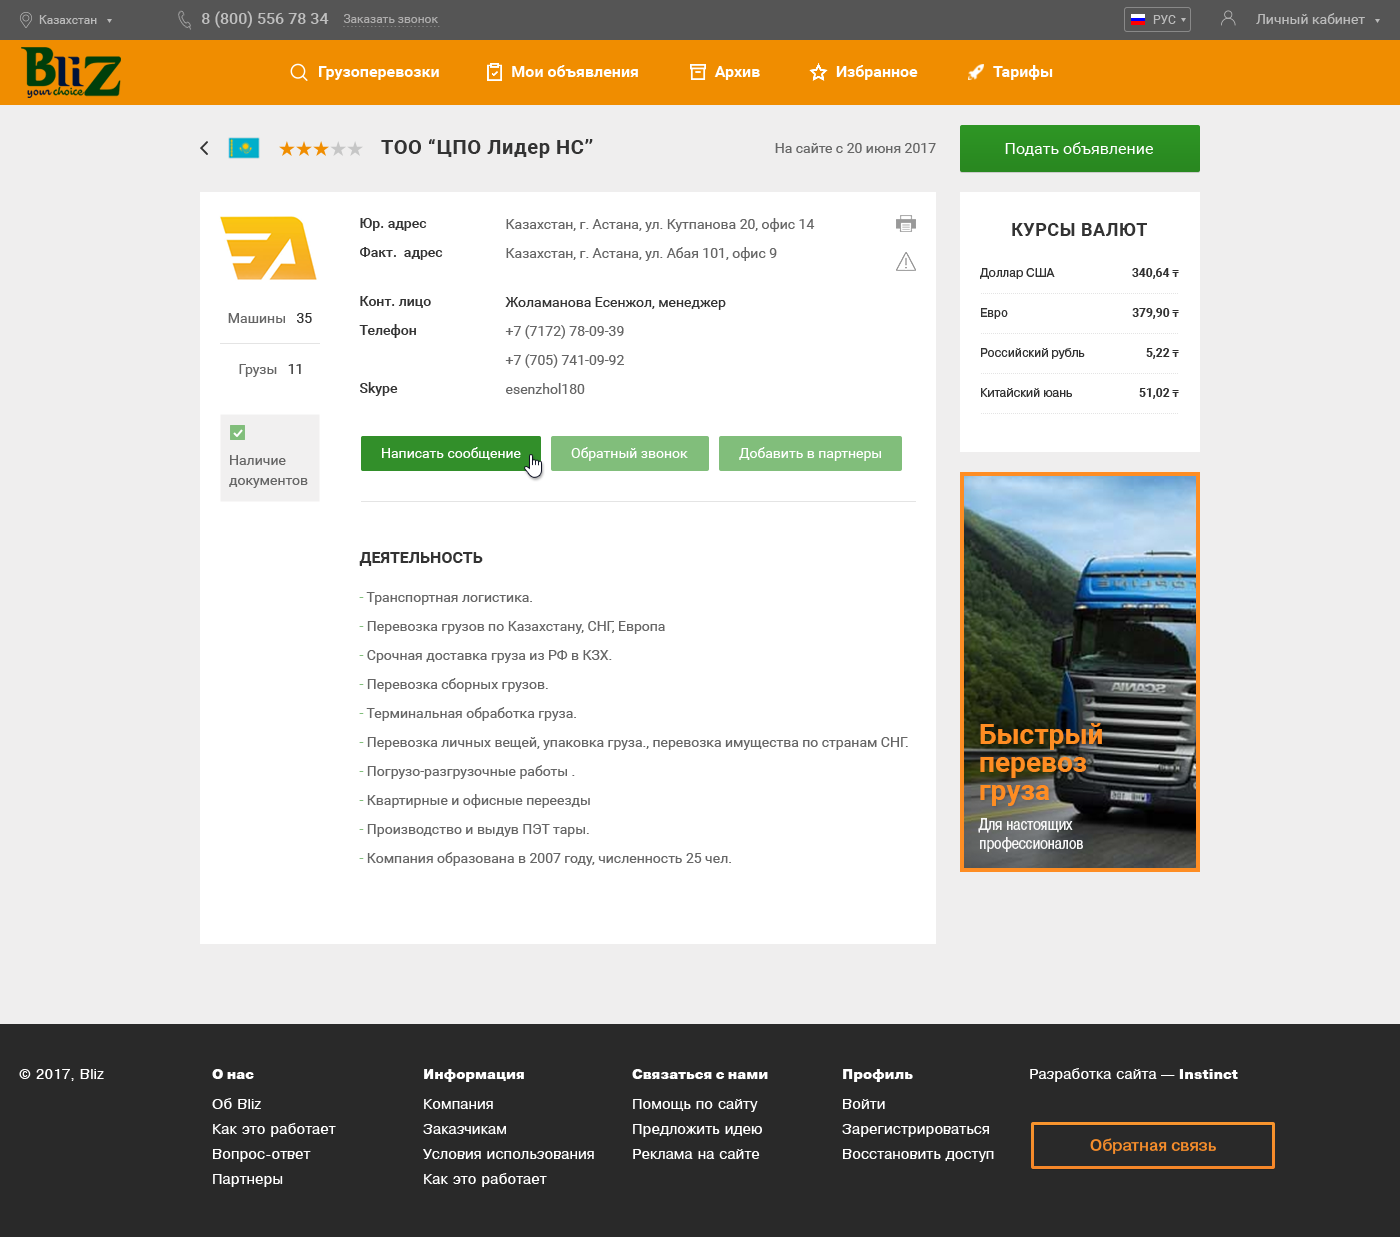 Казахстан
8 (800) 556 78 34
Заказать звонок
РУС
Личный кабинет
BliZ
your choice
Грузоперевозки
Мои объявления
Архив
Избранное
Тарифы
ТОО “ЦПО Лидер НС”
На сайте с 20 июня 2017
Подать объявление
Машины 35
Грузы 11
Наличие
документов
Юр. адрес Казахстан, г. Астана, ул. Кутпанова 20, офис 14
Факт. адрес Казахстан, г. Астана, ул. Абая 101, офис 9
Конт. лицо Жоламанова Есенжол, менеджер
Телефон +7 (7172) 78-09-39
+7 (705) 741-09-92
Skype esenzhol180
Написать сообщение
Обратный звонок
Добавить в партнеры
ДЕЯТЕЛЬНОСТЬ
- Транспортная логистика.
- Перевозка грузов по Казахстану, СНГ, Европа
- Срочная доставка груза из РФ в КЗХ.
- Перевозка сборных грузов.
- Терминальная обработка груза.
- Перевозка личных вещей, упаковка груза., перевозка имущества по странам СНГ.
- Погрузо-разгрузочные работы .
- Квартирные и офисные переезды
- Производство и выдув ПЭТ тары.
- Компания образована в 2007 году, численность 25 чел.
КУРСЫ ВАЛЮТ
Доллар США 340,64 ₸
Евро 379,90 ₸
Российский рубль 5,22 ₸
Китайский юань 51,02 ₸
SCANIA
Быстрый
перевоз
груза
Для настоящих
профессионалов
© 2017, Bliz
О нас
Об Bliz
Как это работает
Вопрос-ответ
Партнеры
Информация
Компания
Заказчикам
Условия использования
Как это работает
Связаться с нами
Помощь по сайту
Предложить идею
Реклама на сайте
Профиль
Войти
Зарегистрироваться
Восстановить доступ
Разработка сайта — Instinct
Обратная связь